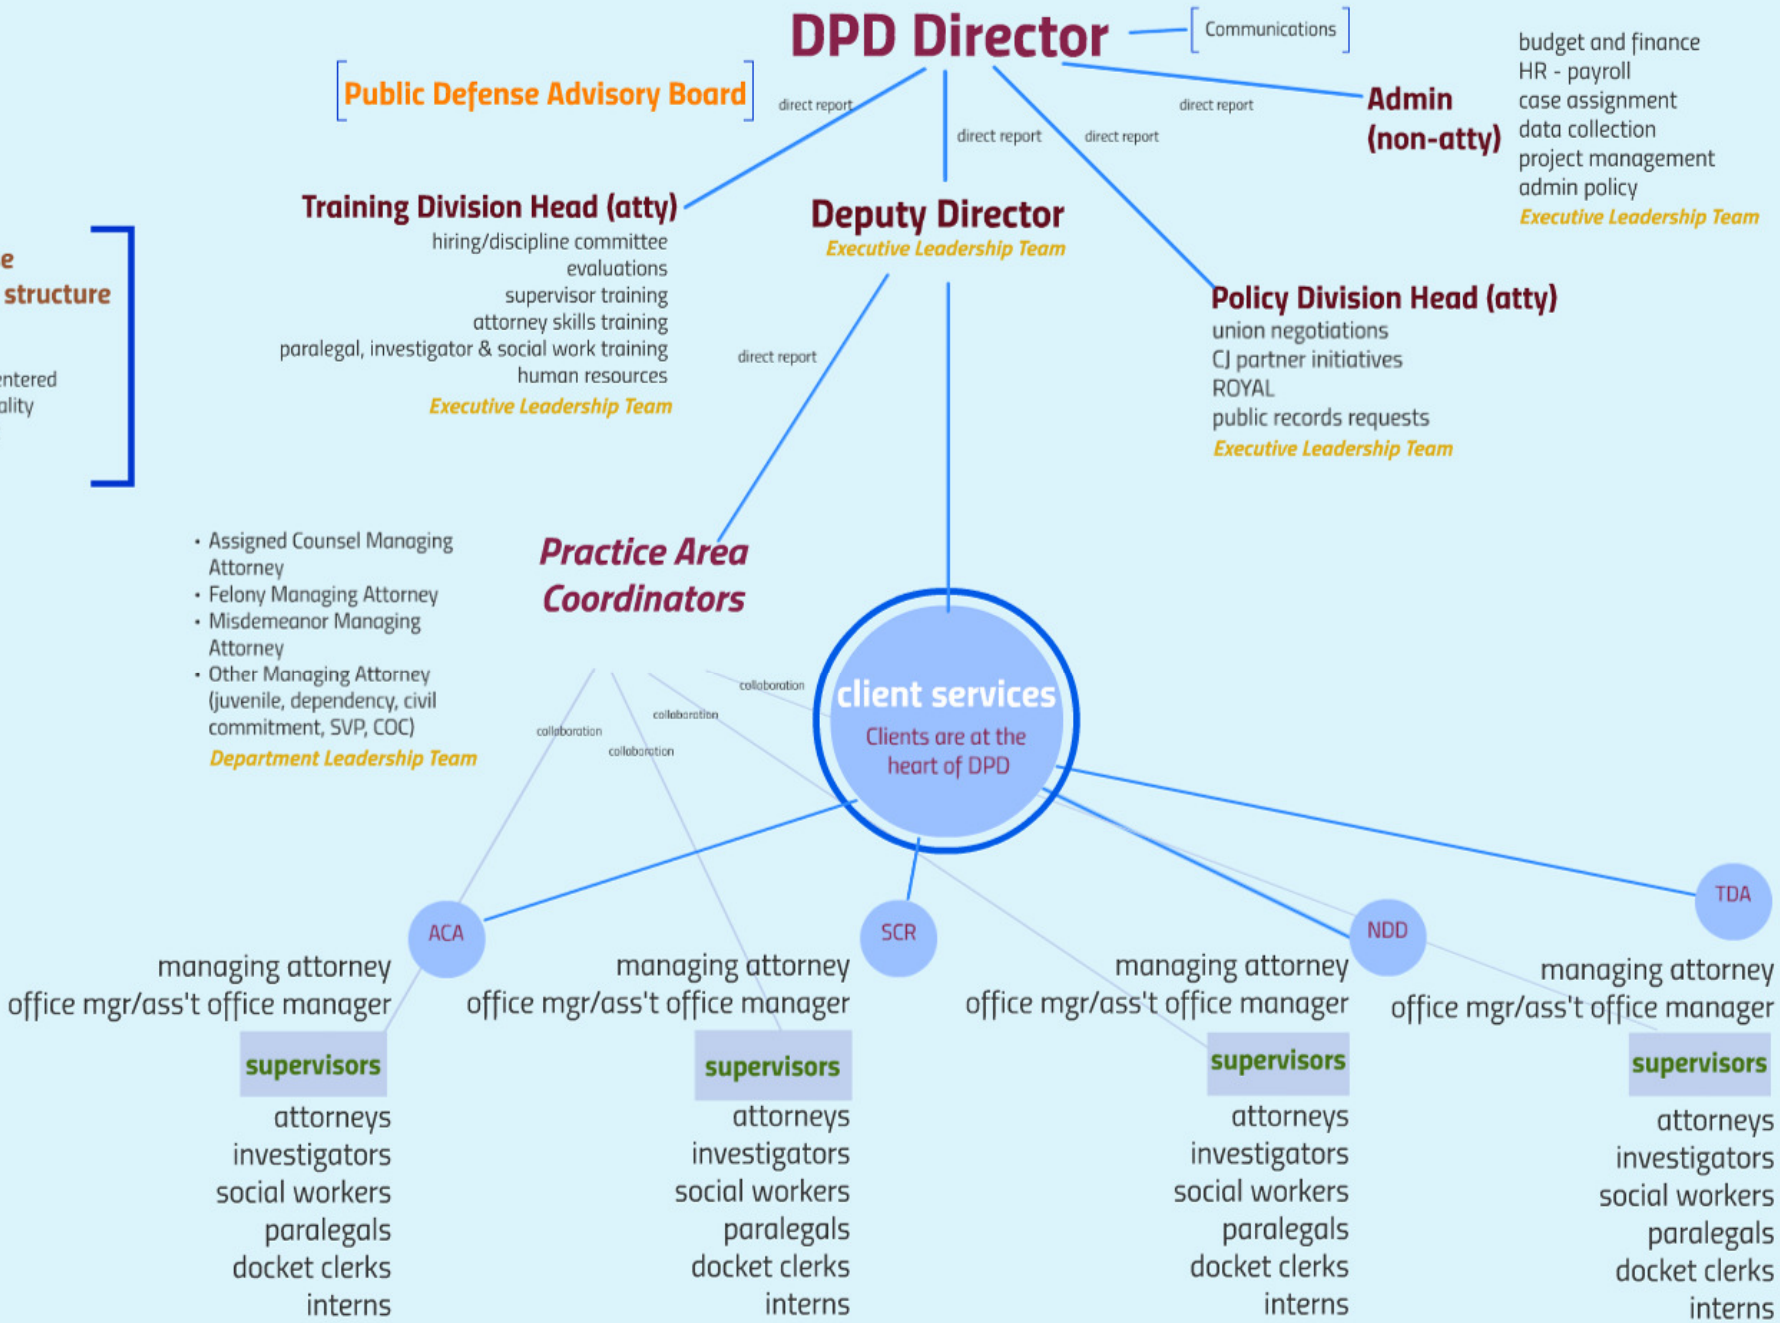 DPD Director
Communications
Public Defense Advisory Board
direct report
direct report
direct report
direct report
Admin
(non-atty)
budget and finance
HR - payroll
case assignment
data collection
project management
admin policy
Executive Leadership Team
Training Division Head (atty)
hiring/discipline committee
evaluations
supervisor training
attorney skills training
paralegal, investigator & social work training
human resources
Executive Leadership Team
Deputy Director
Executive Leadership Team
Policy Division Head (atty)
union negotiations
CJ partner initiatives
ROYAL
public records requests
Executive Leadership Team
structure
direct report
• Assigned Counsel Managing
Attorney
• Felony Managing Attorney
• Misdemeanor Managing
Attorney
• Other Managing Attorney
(juvenile, dependency, civil
commitment, SVP, COC)
Department Leadership Team
Practice Area
Coordinators
collaboration
collaboration
collaboration
collaboration
client services
Clients are at the
heart of DPD
ACA
managing attorney
office mgr/ass't office manager
supervisors
attorneys
investigators
social workers
paralegals
docket clerks
interns
SCR
managing attorney
office mgr/ass't office manager
supervisors
attorneys
investigators
social workers
paralegals
docket clerks
interns
NDD
managing attorney
office mgr/ass't office manager
supervisors
attorneys
investigators
social workers
paralegals
docket clerks
interns
TDA
managing attorney
office mgr/ass't office manager
supervisors
attorneys
investigators
social workers
paralegals
docket clerks
interns